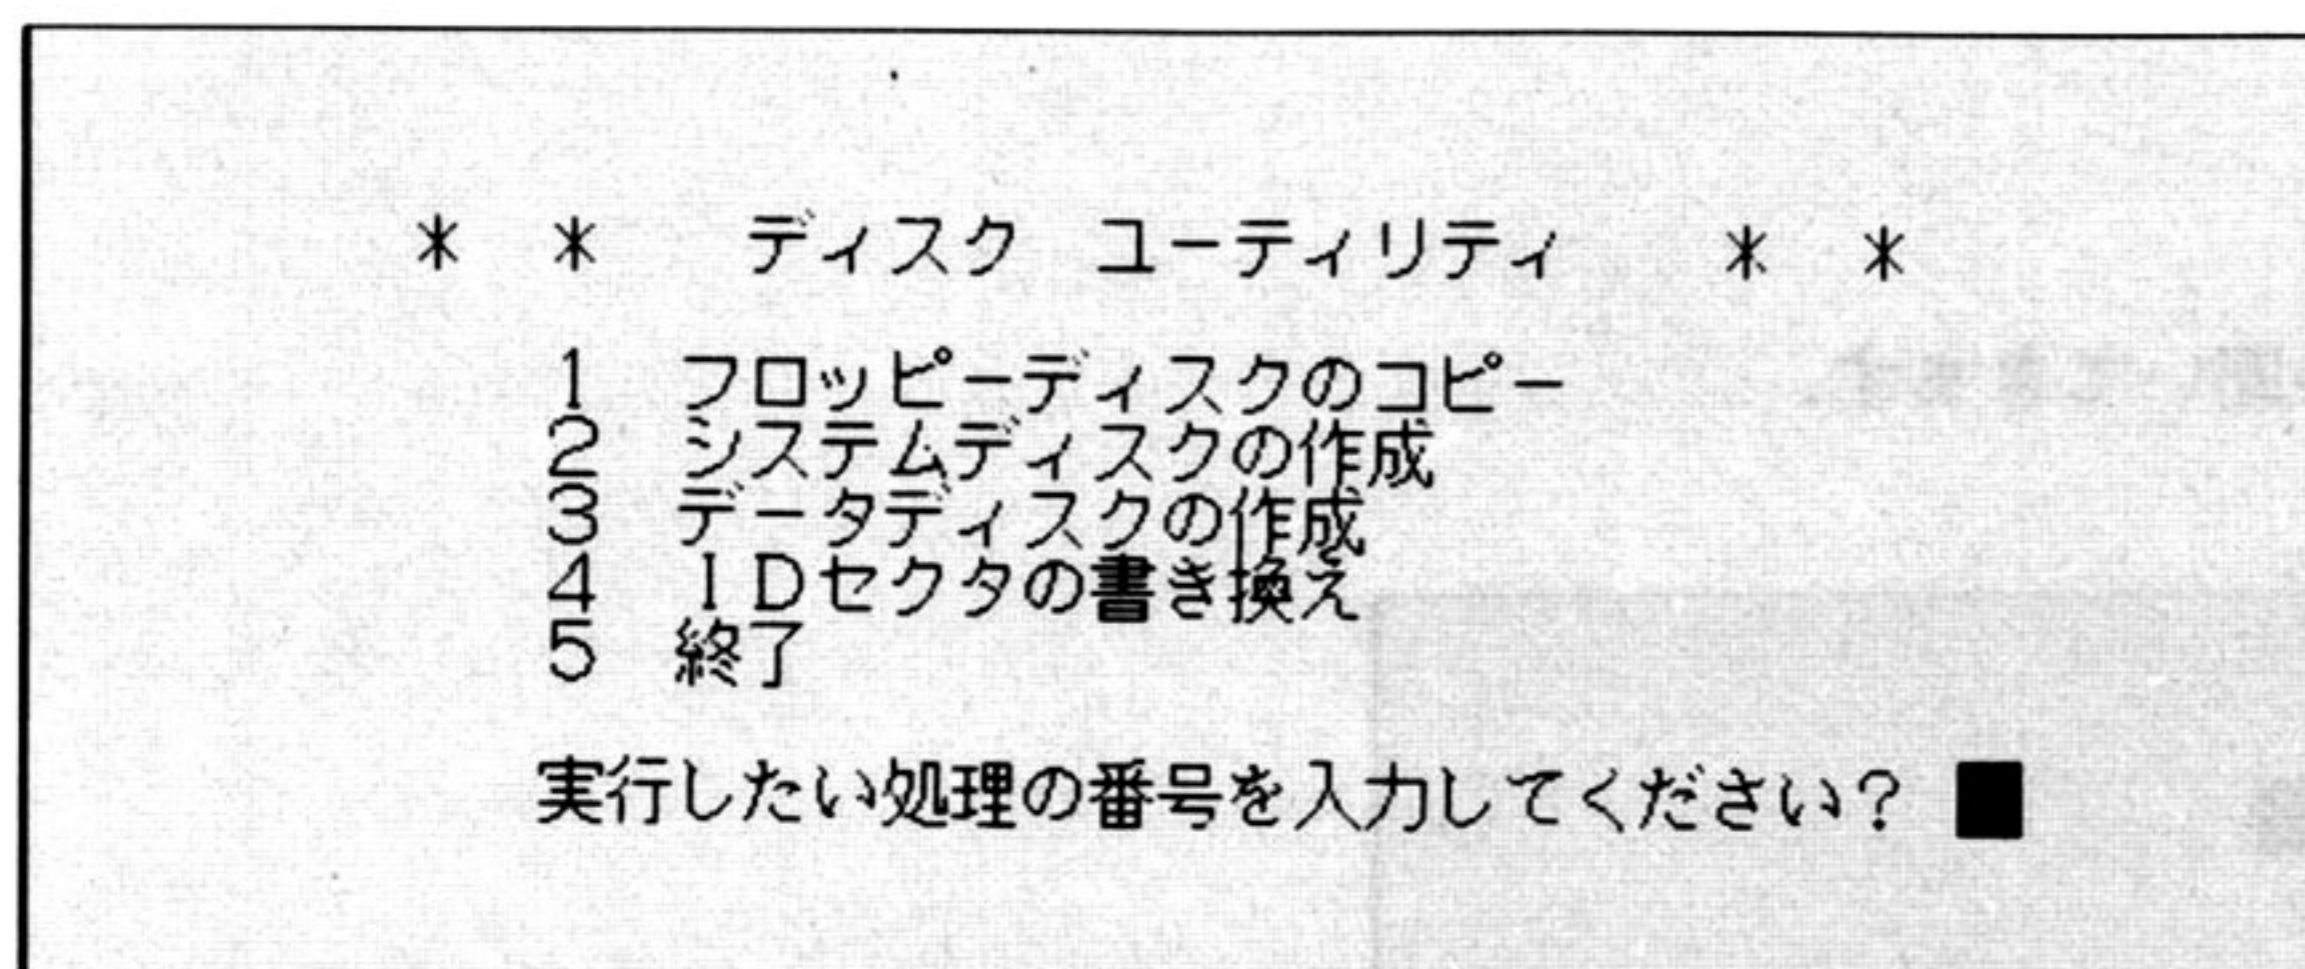 ＊　＊　ディスク　ユーティリティ　＊　＊
１　フロッピーディスクのコピー
２　システムディスクの作成
３　データディスクの作成
４　ＩＤセクタの書き換え
５　終了
実行したい処理の番号を入力してください？